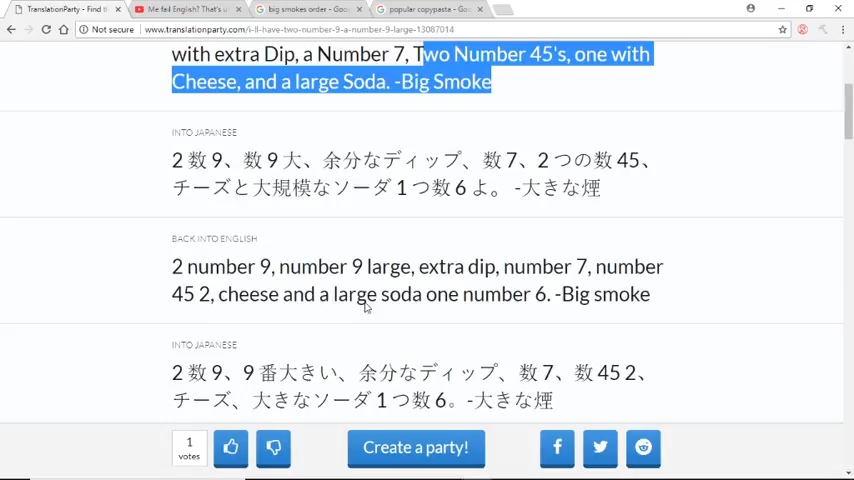 TranslationParty - Find th
Me fail English? That's u
big smokes order - Goo
popular copypasta - Goo
Not secure | www.translationparty.com/i-ll-have-two-number-9-a-number-9-large-13087014
with extra Dip, a Number 7, Two Number 45's, one with
Cheese, and a large Soda. -Big Smoke
INTO JAPANESE
2 数 9、数 9 大、余分なディップ、数 7、2 つの数 45、
チーズと大規模なソーダ 1 つ数 6 よ。 -大きな煙
BACK INTO ENGLISH
2 number 9, number 9 large, extra dip, number 7, number
45 2, cheese and a large soda one number 6. -Big smoke
INTO JAPANESE
2 数 9、9 番大きい、余分なディップ、数 7、数 45 2、
チーズ、大きなソーダ 1 つ数 6。-大きな煙
1
votes
Create a party!